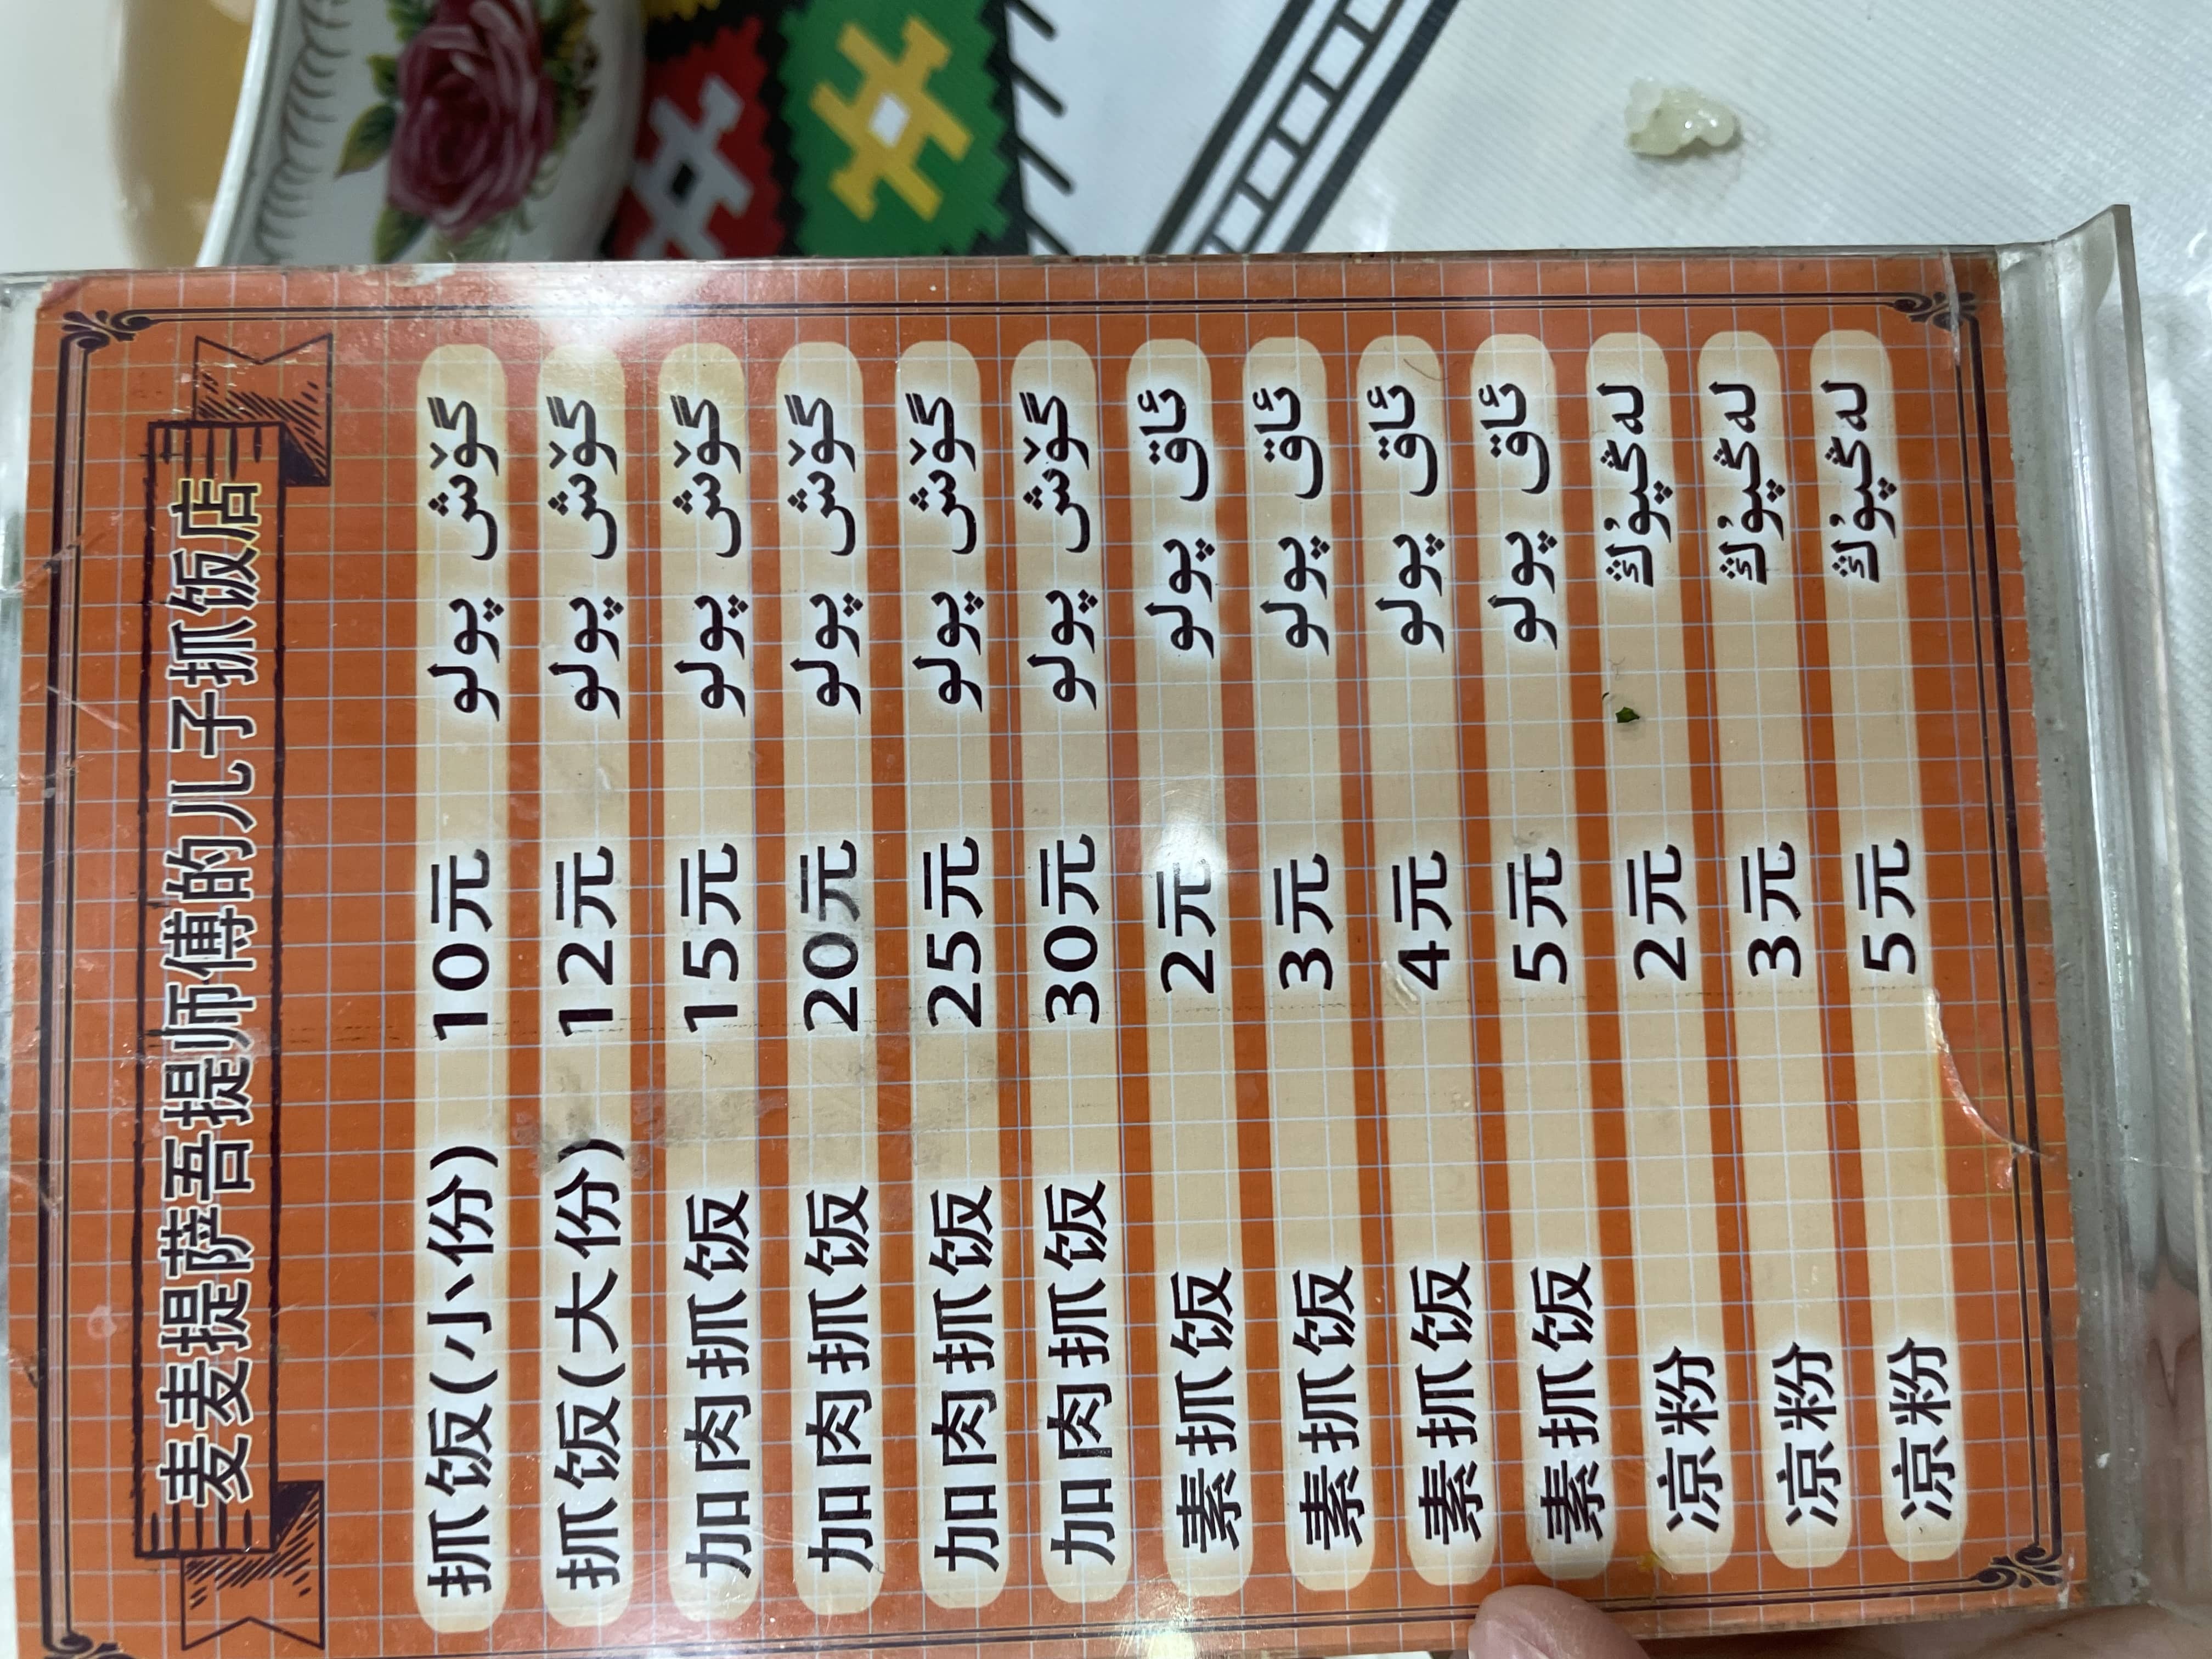 麦麦提萨吾提师傅的儿子抓饭店
抓饭(小份) 10元 گۆش پولو
抓饭(大份) 12元 گۆش پولو
加肉抓饭 15元 گۆش پولو
加肉抓饭 20元 گۆش پولو
加肉抓饭 25元 گۆش پولو
加肉抓饭 30元 گۆش پولو
素抓饭 2元 ئاق پولو
素抓饭 3元 ئاق پولو
素抓饭 4元 ئاق پولو
素抓饭 5元 ئاق پولو
凉粉 2元 لەڭپۇڭ
凉粉 3元 لەڭپۇڭ
凉粉 5元 لەڭپۇڭ